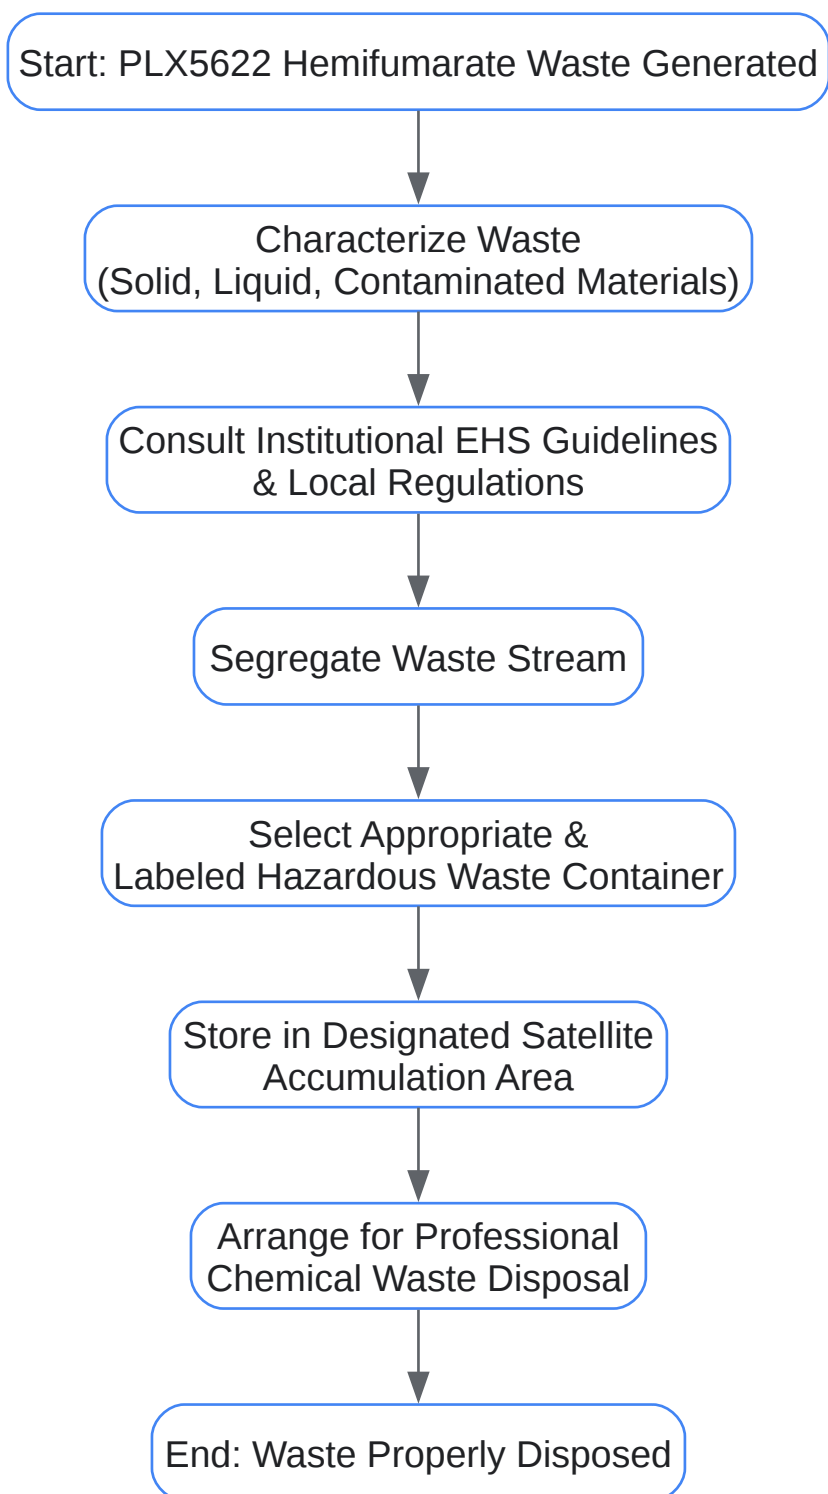 Start: PLX5622 Hemifumarate Waste Generated
Characterize Waste
(Solid, Liquid, Contaminated Materials)
Consult Institutional EHS Guidelines
& Local Regulations
Segregate Waste Stream
Select Appropriate &
Labeled Hazardous Waste Container
Store in Designated Satellite
Accumulation Area
Arrange for Professional
Chemical Waste Disposal
End: Waste Properly Disposed